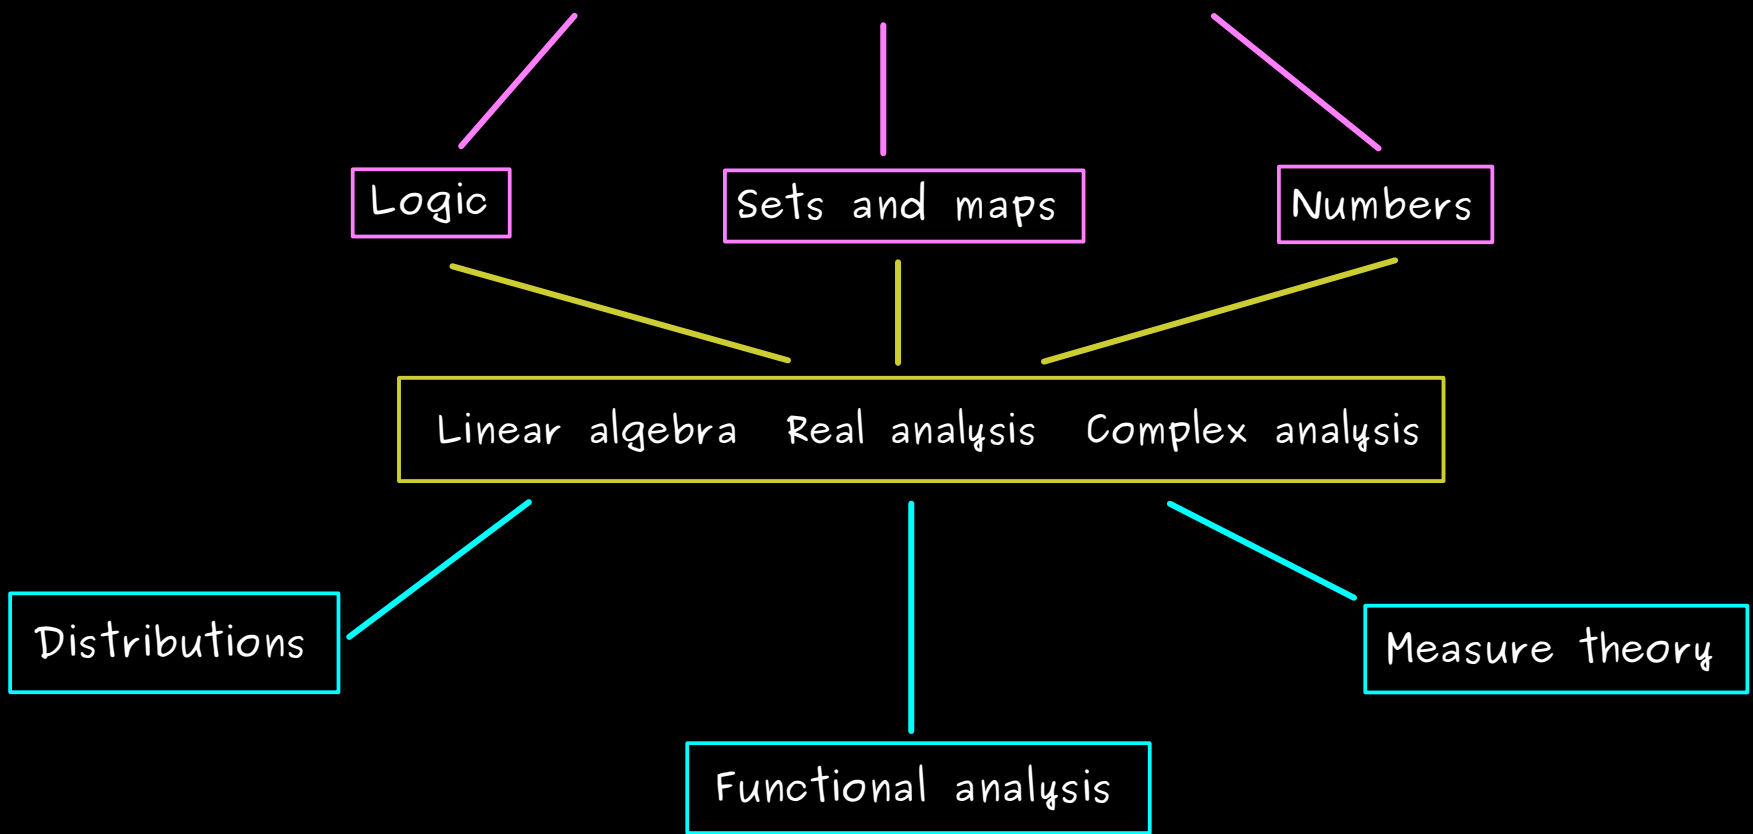 Logic
Sets and maps
Numbers
Linear algebra Real analysis Complex analysis
Distributions
Measure theory
Functional analysis